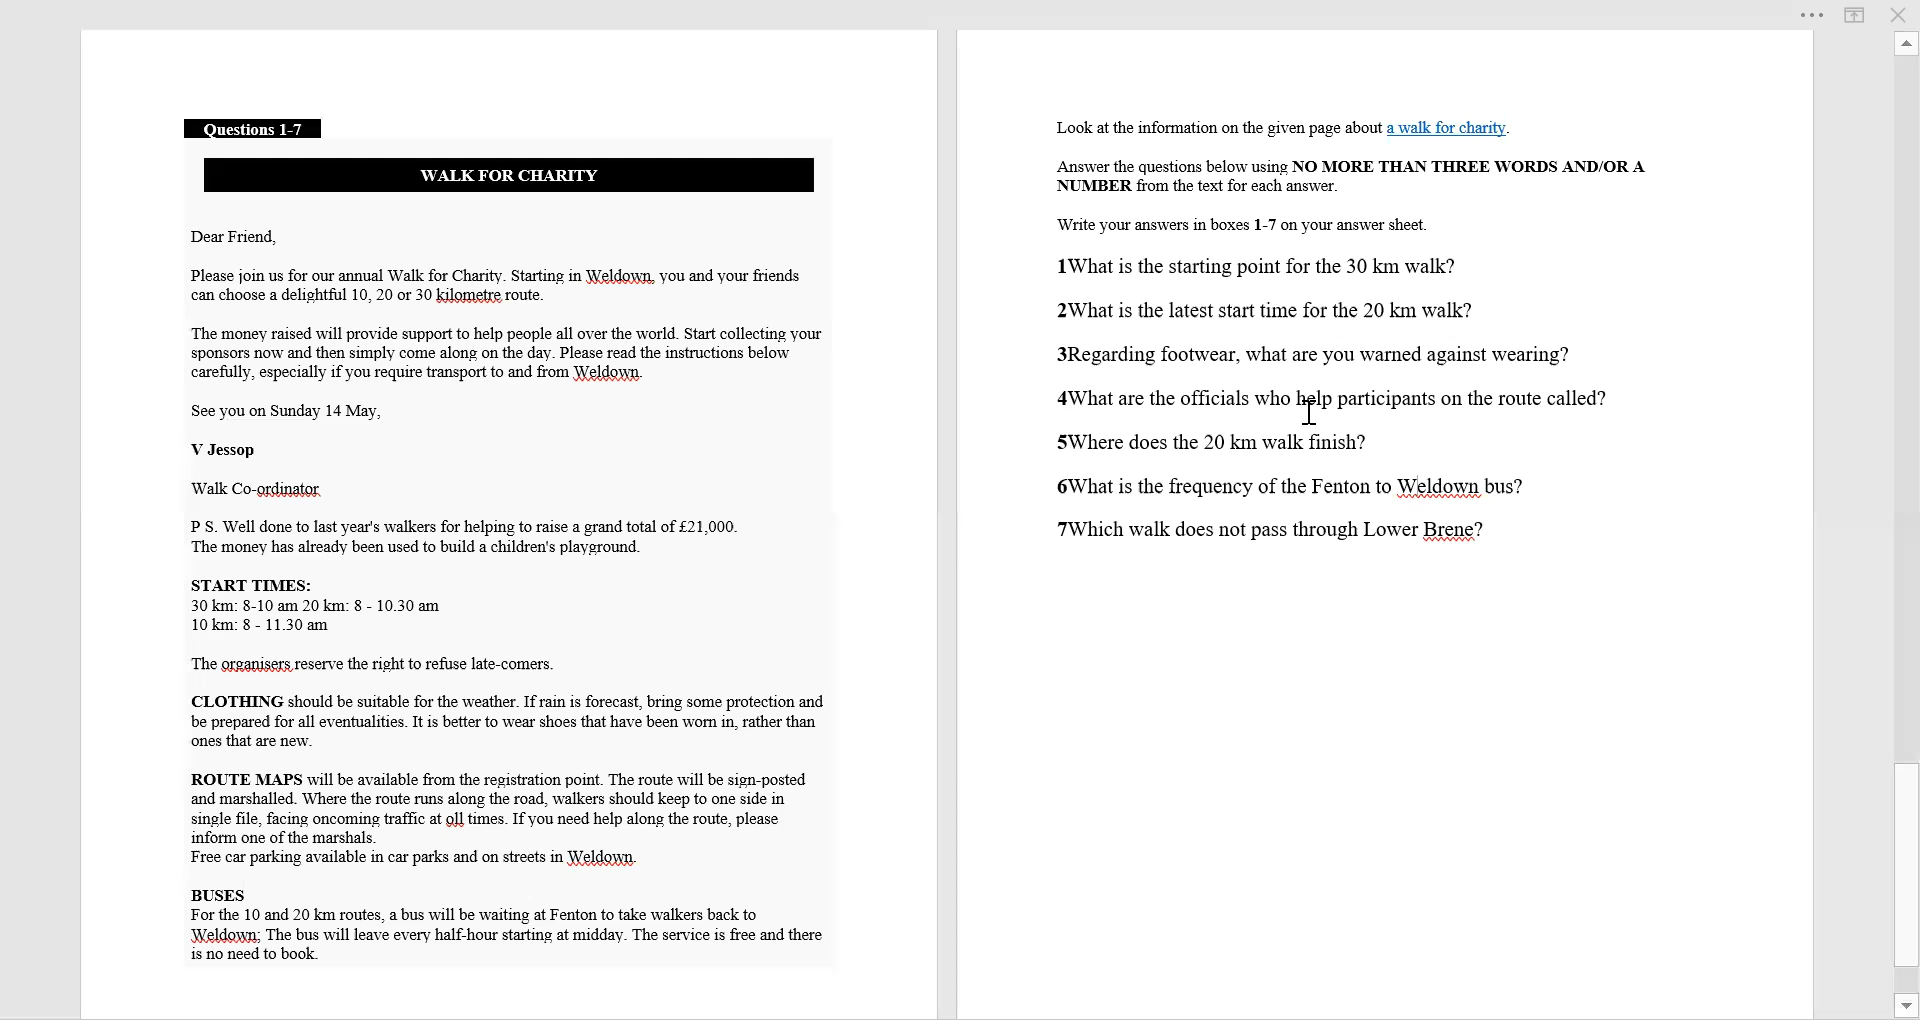 Questions 1-7
WALK FOR CHARITY
Dear Friend,
Please join us for our annual Walk for Charity. Starting in Weldown, you and your friends
can choose a delightful 10, 20 or 30 kilometre route.
The money raised will provide support to help people all over the world. Start collecting your
sponsors now and then simply come along on the day. Please read the instructions below
carefully, especially if you require transport to and from Weldown.
See you on Sunday 14 May,
V Jessop
Walk Co-ordinator
P S. Well done to last year's walkers for helping to raise a grand total of £21,000.
The money has already been used to build a children's playground.
START TIMES:
30 km: 8-10 am 20 km: 8 - 10.30 am
10 km: 8 - 11.30 am
The organisers reserve the right to refuse late-comers.
CLOTHING should be suitable for the weather. If rain is forecast, bring some protection and
be prepared for all eventualities. It is better to wear shoes that have been worn in, rather than
ones that are new.
ROUTE MAPS will be available from the registration point. The route will be sign-posted
and marshalled. Where the route runs along the road, walkers should keep to one side in
single file, facing oncoming traffic at oll times. If you need help along the route, please
inform one of the marshals.
Free car parking available in car parks and on streets in Weldown.
BUSES
For the 10 and 20 km routes, a bus will be waiting at Fenton to take walkers back to
Weldown; The bus will leave every half-hour starting at midday. The service is free and there
is no need to book.
Look at the information on the given page about a walk for charity.
Answer the questions below using NO MORE THAN THREE WORDS AND/OR A
NUMBER from the text for each answer.
Write your answers in boxes 1-7 on your answer sheet.
1What is the starting point for the 30 km walk?
2What is the latest start time for the 20 km walk?
3Regarding footwear, what are you warned against wearing?
4What are the officials who help participants on the route called?
5Where does the 20 km walk finish?
6What is the frequency of the Fenton to Weldown bus?
7Which walk does not pass through Lower Brene?